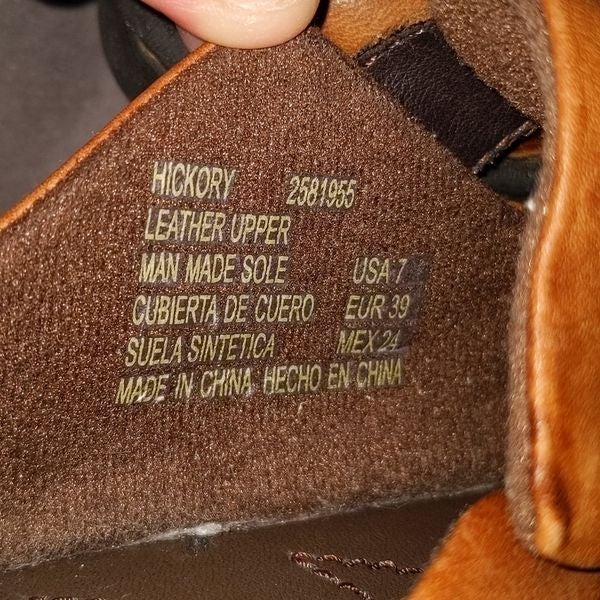 HICKORY 2581955
LEATHER UPPER
MAN MADE SOLE USA 7
CUBIERTA DE CUERO EUR 39
SUELA SINTETICA MEX 24
MADE IN CHINA HECHO EN CHINA